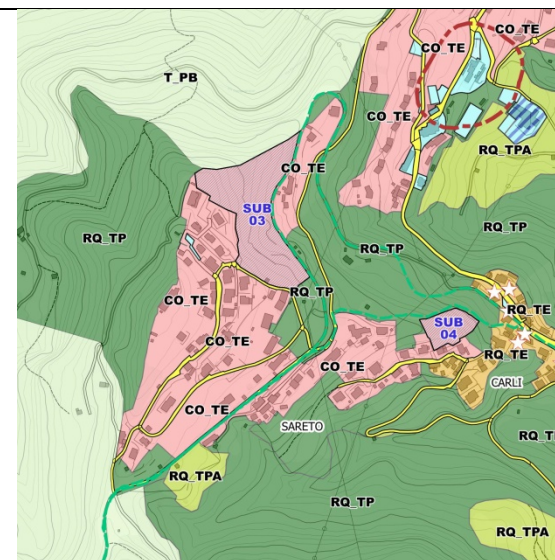 CO_TE
T_PB
CO_TE
CO_TE
RQ_TPA
CO_TE
SUB
03
RQ_TP
RQ_TP
RQ_TP
RQ_TP
CO_TE
RQ_TE
SUB
04
CO_TE
RQ_TE
CO_TE
CARLI
CO_TE
SARETO
RQ_T
RQ_TPA
RQ_TP
RQ_TPA